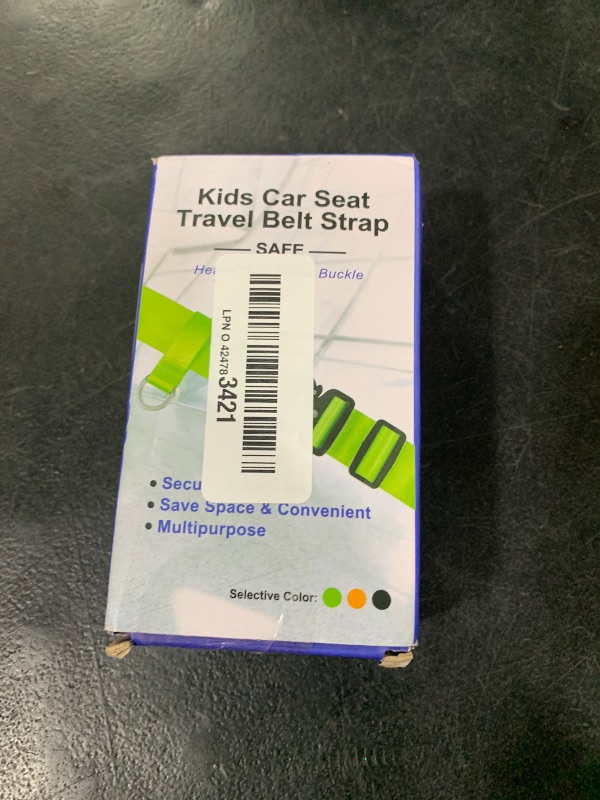 Kids Car Seat
Travel Belt Strap
SAFE
Buckle
LPN O 42478 3421
• Save Space & Convenient
• Multipurpose
Selective Color: